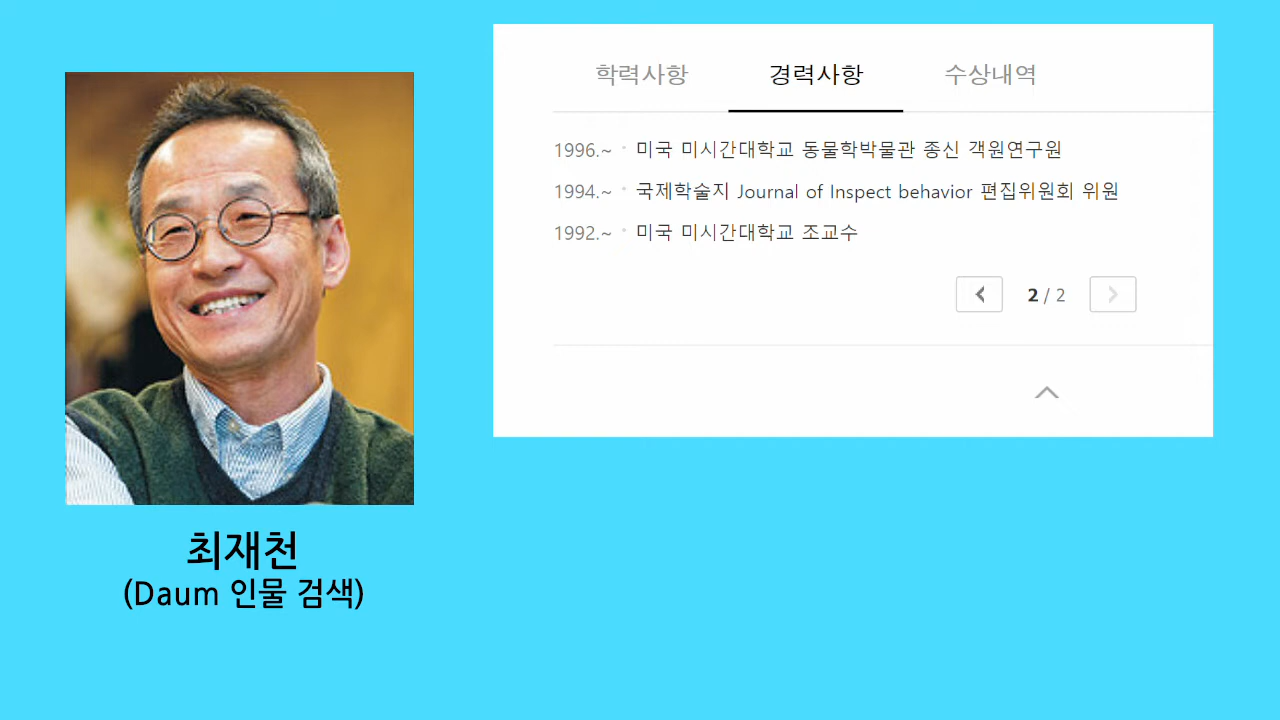 최재천
(Daum 인물 검색)
학력사항 경력사항 수상내역
1996.~ 미국 미시간대학교 동물학박물관 종신 객원연구원
1994.~ 국제학술지 Journal of Inspect behavior 편집위원회 위원
1992.~ 미국 미시간대학교 조교수
2 / 2